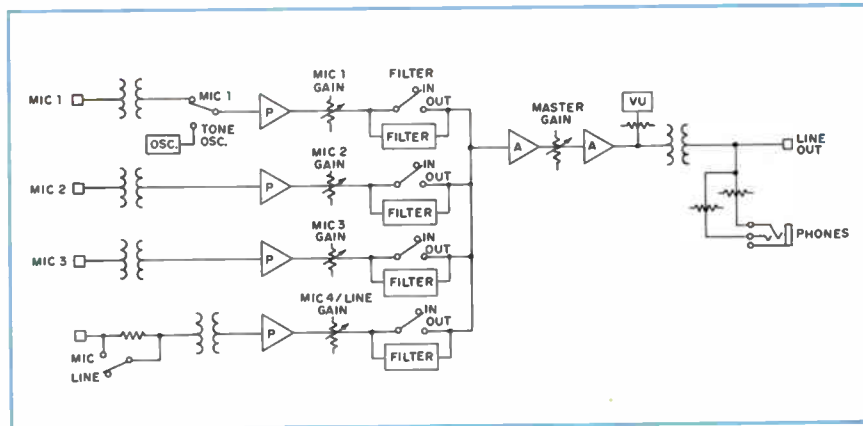 MIC 1
MIC 1
OSC.
TONE
OSC.
P
MIC 1
GAIN
FILTER
IN
OUT
FILTER
MIC 2
P
MIC 2
GAIN
IN
OUT
FILTER
MIC 3
P
MIC 3
GAIN
IN
OUT
FILTER
MIC
LINE
P
MIC 4/LINE
GAIN
IN
OUT
FILTER
A
MASTER
GAIN
A
VU
LINE
OUT
PHONES